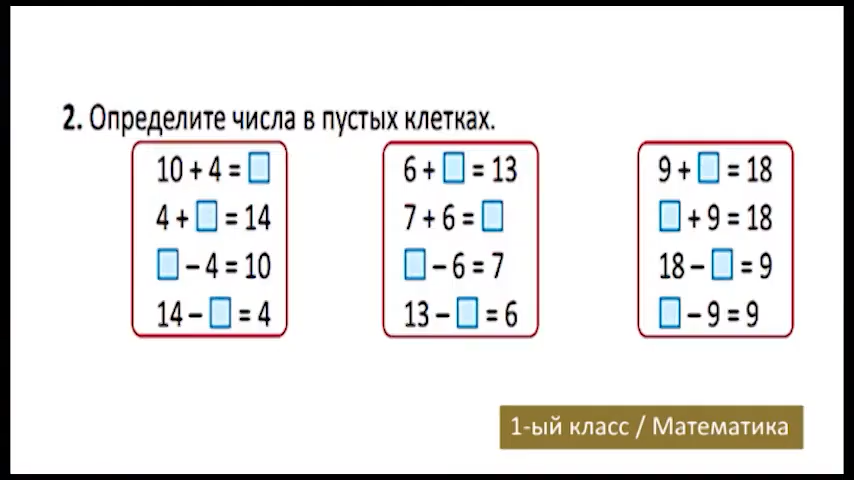 2. Определите числа в пустых клетках.
10 + 4 = □
4 + □ = 14
□ – 4 = 10
14 – □ = 4
6 + □ = 13
7 + 6 = □
□ – 6 = 7
13 – □ = 6
9 + □ = 18
□ + 9 = 18
18 – □ = 9
□ – 9 = 9
1-ый класс / Математика